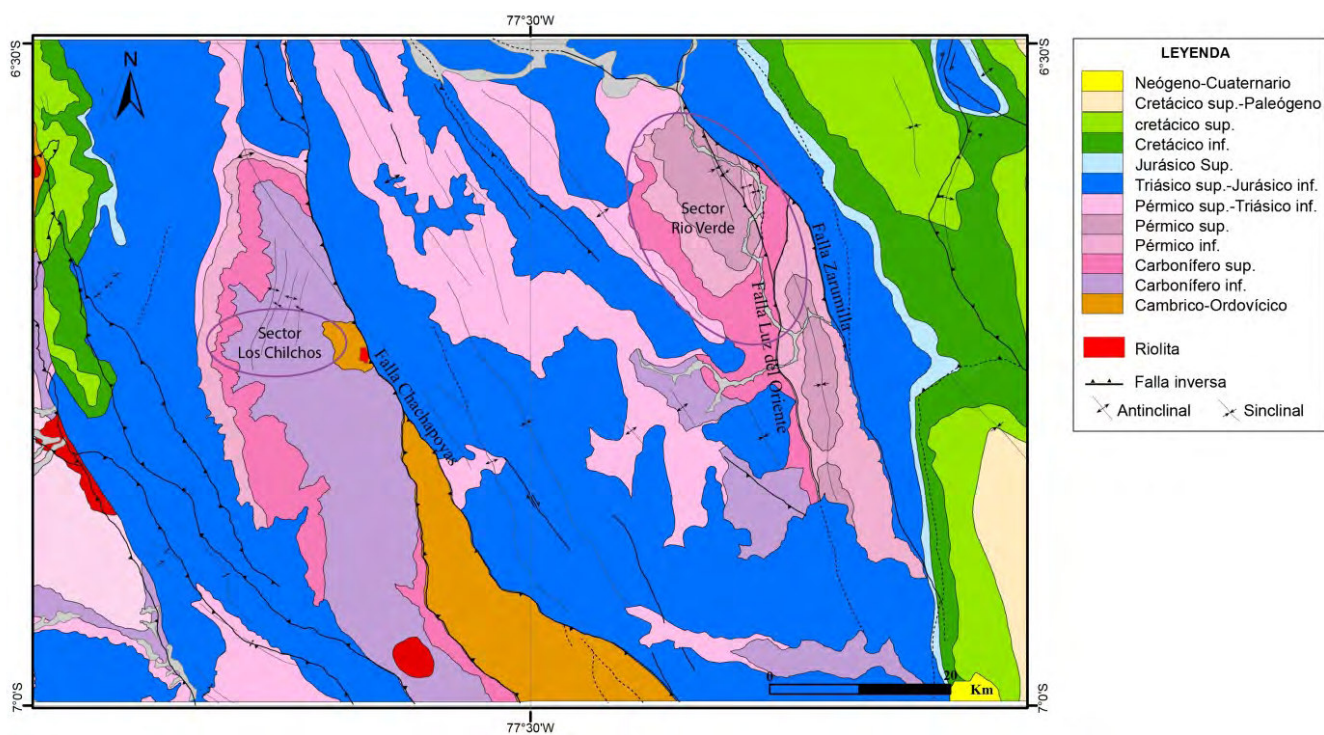 77°30'W
6°30'S
6°30'S
N
Sector
Rio Verde
Falla Zarumilla
Falla Luz del Oriente
Sector
Los Chilchos
Falla Chachapoyas
0
20
Km
7°0'S
7°0'S
77°30'W
LEYENDA
Neógeno-Cuaternario
Cretácico sup.-Paleógeno
cretácico sup.
Cretácico inf.
Jurásico Sup.
Triásico sup.-Jurásico inf.
Pérmico sup.-Triásico inf.
Pérmico sup.
Pérmico inf.
Carbonífero sup.
Carbonífero inf.
Cambrico-Ordovícico
Riolita
Falla inversa
Antinclinal
Sinclinal